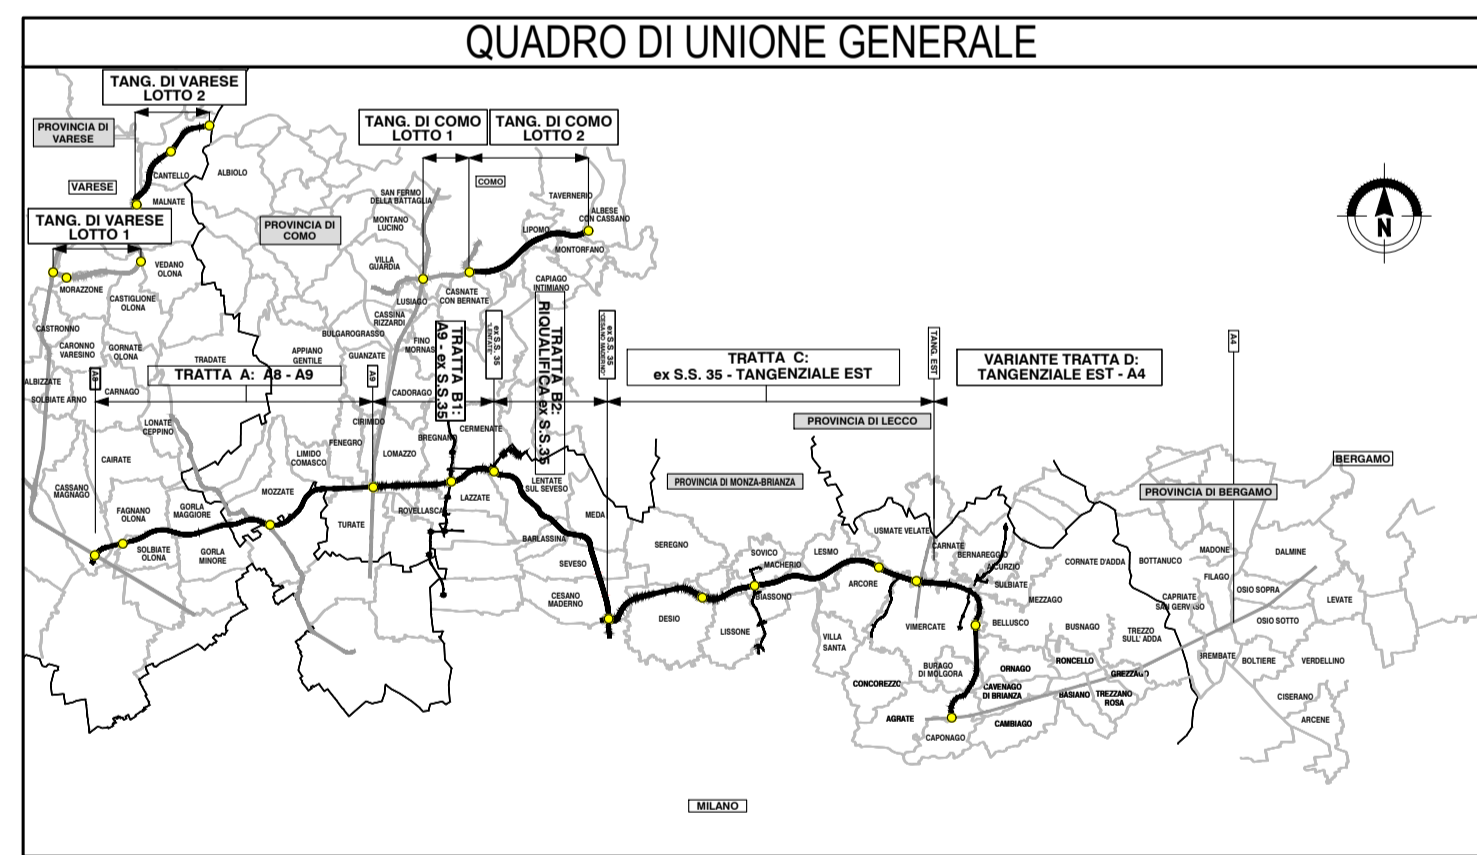 QUADRO DI UNIONE GENERALE
TANG. DI VARESE
LOTTO 2
PROVINCIA DI
VARESE
CANTELLO
ALBIOLO
VARESE
MALNATE
TANG. DI VARESE
LOTTO 1
PROVINCIA DI
COMO
VEDANO
OLONA
MORAZZONE
CASTIGLIONE
OLONA
TANG. DI COMO
LOTTO 1
TANG. DI COMO
LOTTO 2
COMO
SAN FERMO
DELLA BATTAGLIA
TAVERNERIO
MONTANO
LUCINO
ALBESE
CON CASSANO
LIPOMO
MONTORFANO
VILLA
GUARDIA
CAPIAGO
INTIMIANO
CASNATE
CON BERNATE
LUSIAGO
CASSINA
RIZZARDI
BULGAROGRASSO
N
CASTRONNO
CARONNO
VARESINO
GORNATE
OLONA
TRADATE
APPIANO
GENTILE
GUANZATE
FINO
MORNAS
ALBIZZATE
CARNAGO
SOLBIATE ARNO
A8
TRATTA A: A8 - A9
A9
CADORAGO
TRATTA B1:
A9 - ex S.S.35
ex S.S. 35
"LENTATE"
TRATTA B2:
RIQUALIFICA ex S.S.35
ex S.S. 35
"CESANO MADERNO"
TRATTA C:
ex S.S. 35 - TANGENZIALE EST
TANG. EST
VARIANTE TRATTA D:
TANGENZIALE EST - A4
A4
LONATE
CEPPINO
CIRIMIDO
FENEGRO
BREGNANO
CERMENATE
PROVINCIA DI LECCO
CAIRATE
LIMIDO
COMASCO
LOMAZZO
BERGAMO
CASSANO
MAGNAGO
MOZZATE
LENTATE
SUL SEVESO
PROVINCIA DI MONZA-BRIANZA
PROVINCIA DI BERGAMO
FAGNANO
OLONA
GORLA
MAGGIORE
ROVELLASCA
LAZZATE
TURATE
MEDA
USMATE VELATE
SOLBIATE
OLONA
GORLA
MINORE
BARLASSINA
SEREGNO
SOVICO
LESMO
CARNATE
BERNAREGGIO
MADONE
DALMINE
SEVESO
MACHERIO
AICURZIO
CORNATE D'ADDA
BOTTANUCO
FILAGO
CESANO
MADERNO
BIASSONO
ARCORE
SULBIATE
MEZZAGO
CAPRIATE
SAN GERVASO
OSIO SOPRA
LEVATE
DESIO
LISSONE
VILLA
SANTA
VIMERCATE
BELLUSCO
BUSNAGO
TREZZO
SULL' ADDA
OSIO SOTTO
BURAGO
DI MOLGORA
ORNAGO
RONCELLO
GREZZAGO
BREMBATE
BOLTIERE
VERDELLINO
CONCOREZZO
CAVENAGO
DI BRIANZA
BASIANO
TREZZANO
ROSA
CISERANO
AGRATE
CAMBIAGO
ARCENE
CAPONAGO
MILANO